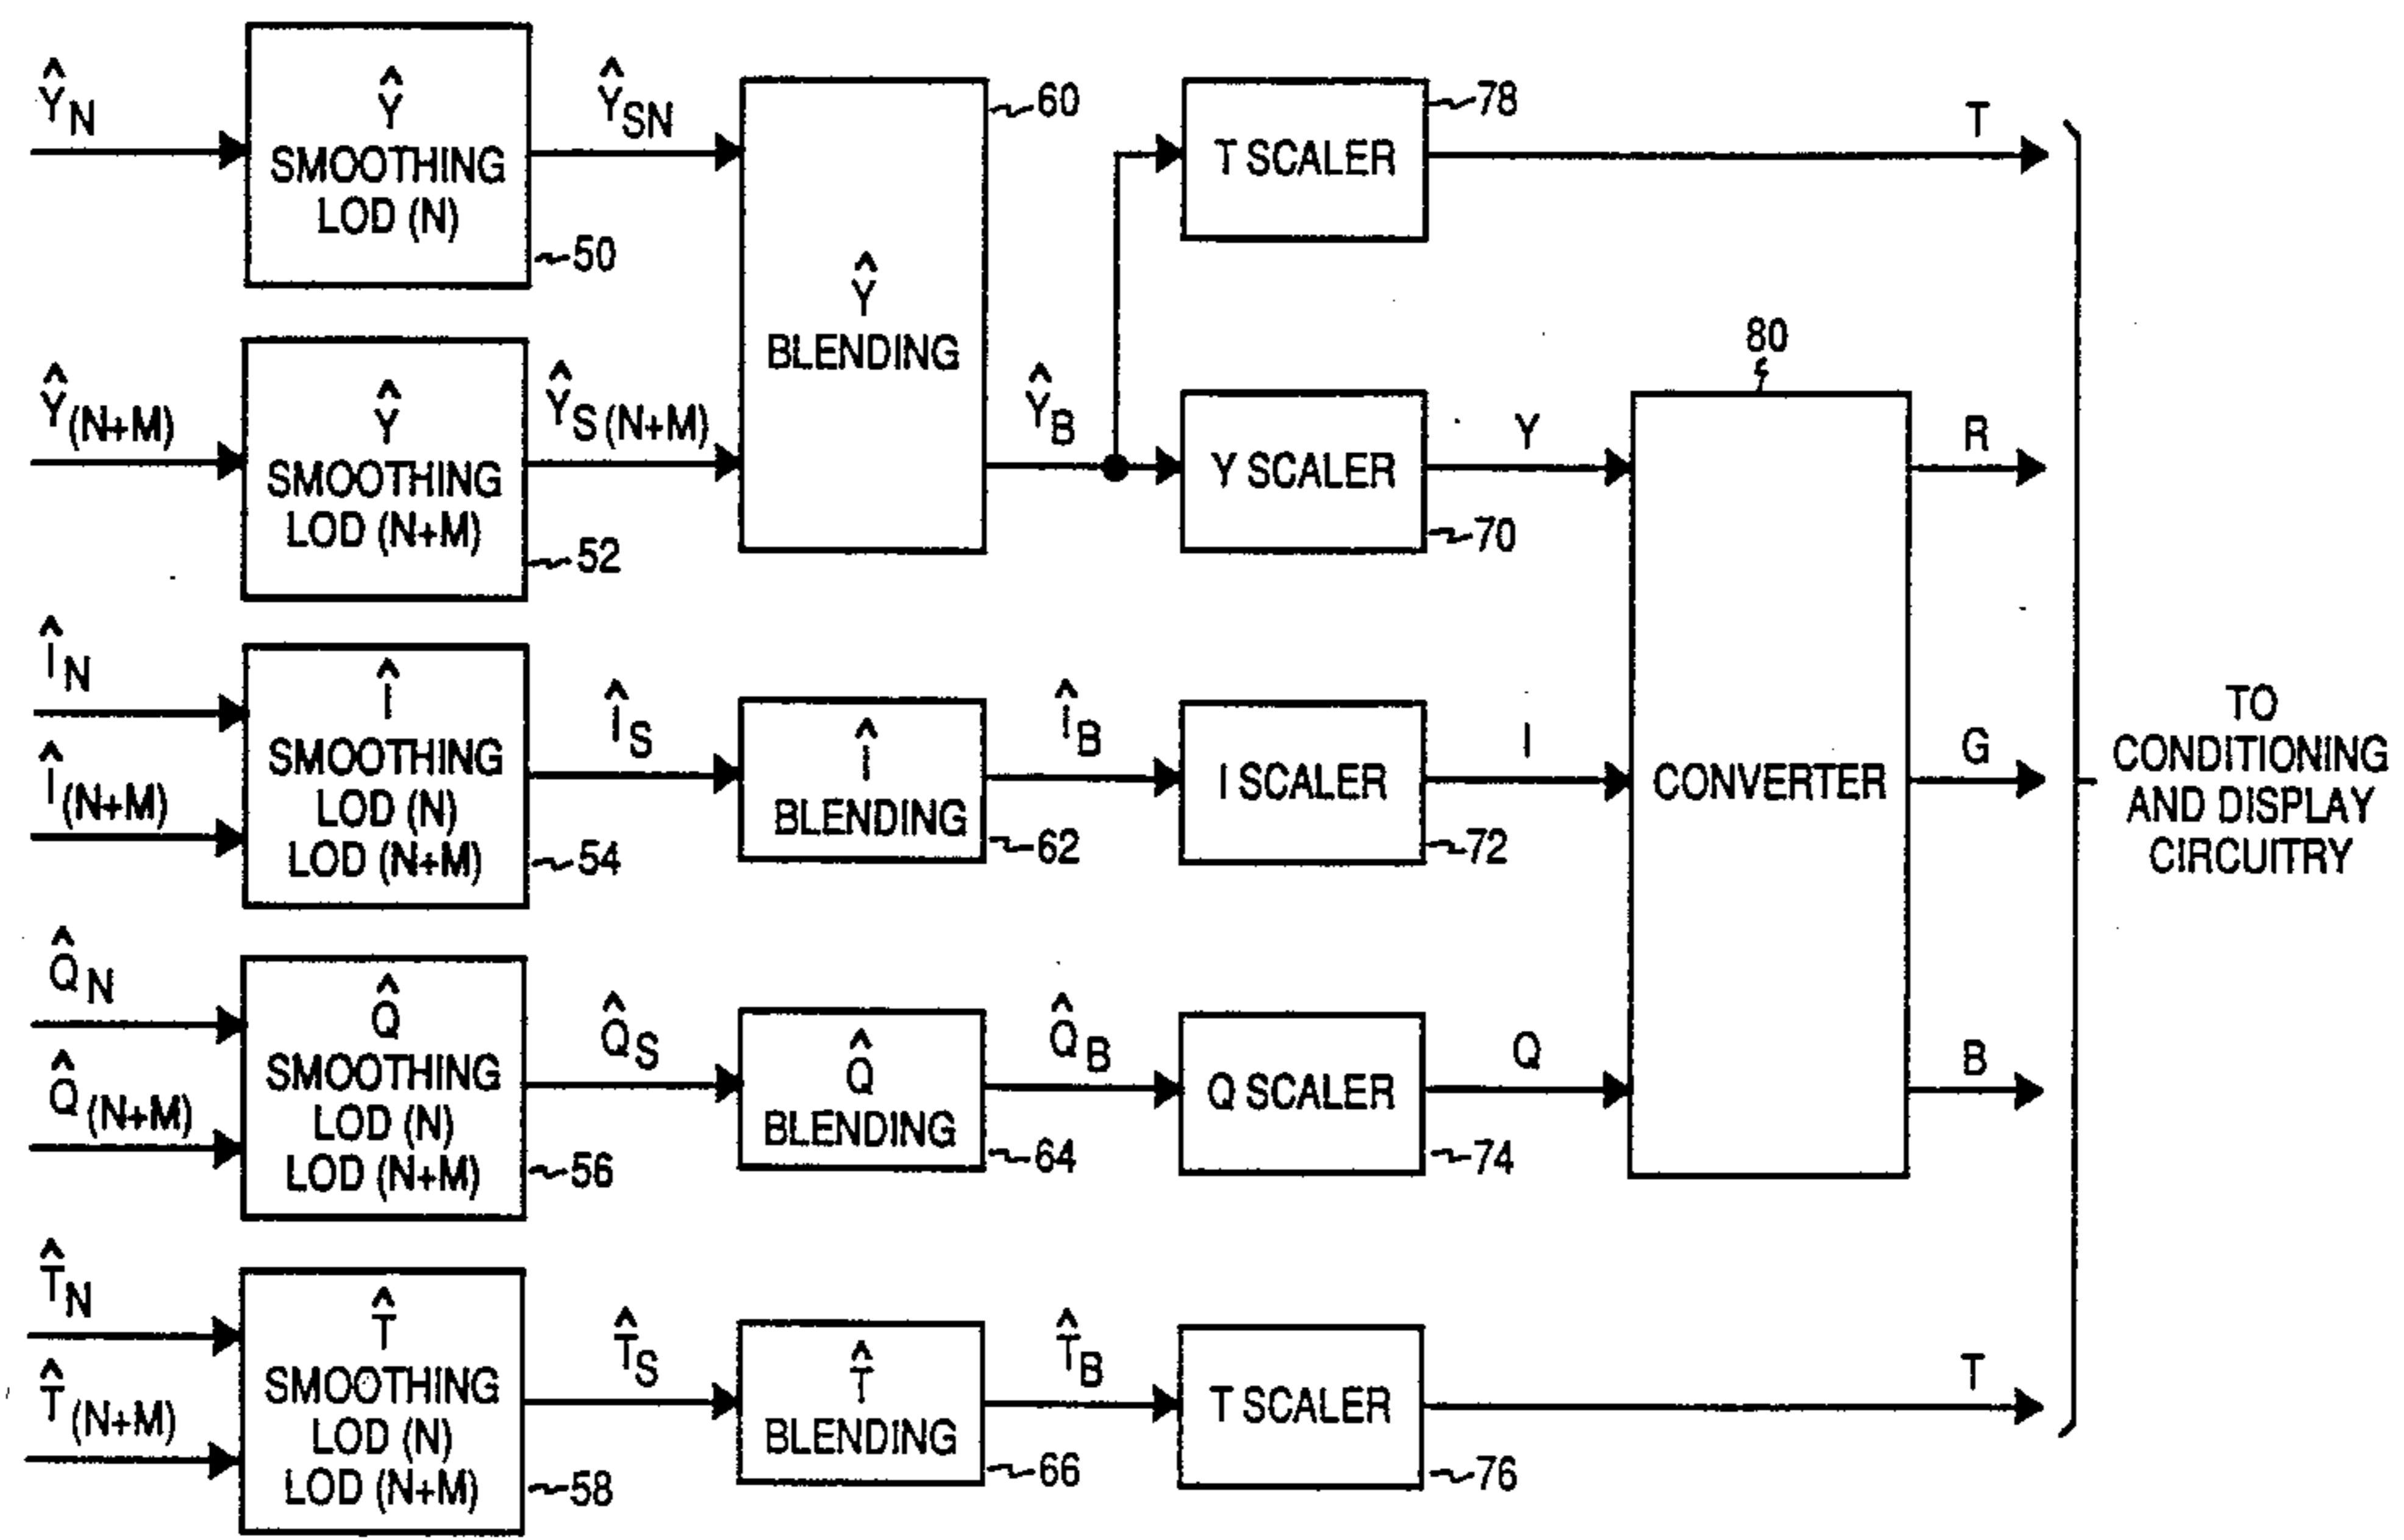 Ŷ_N
Ŷ
SMOOTHING
LOD (N)
50
Ŷ_SN
Ŷ
BLENDING
60
T SCALER
78
T
Ŷ_(N+M)
Ŷ
SMOOTHING
LOD (N+M)
52
Ŷ_S(N+M)
Ŷ_B
Y SCALER
70
Y
80
CONVERTER
R
G
B
Î_N
Î_(N+M)
Î
SMOOTHING
LOD (N)
LOD (N+M)
54
Î_S
Î
BLENDING
62
Î_B
I SCALER
72
I
TO
CONDITIONING
AND DISPLAY
CIRCUITRY
Q̂_N
Q̂_(N+M)
Q̂
SMOOTHING
LOD (N)
LOD (N+M)
56
Q̂_S
Q̂
BLENDING
64
Q̂_B
Q SCALER
74
Q
T̂_N
T̂_(N+M)
T̂
SMOOTHING
LOD (N)
LOD (N+M)
58
T̂_S
T̂
BLENDING
66
T̂_B
T SCALER
76
T